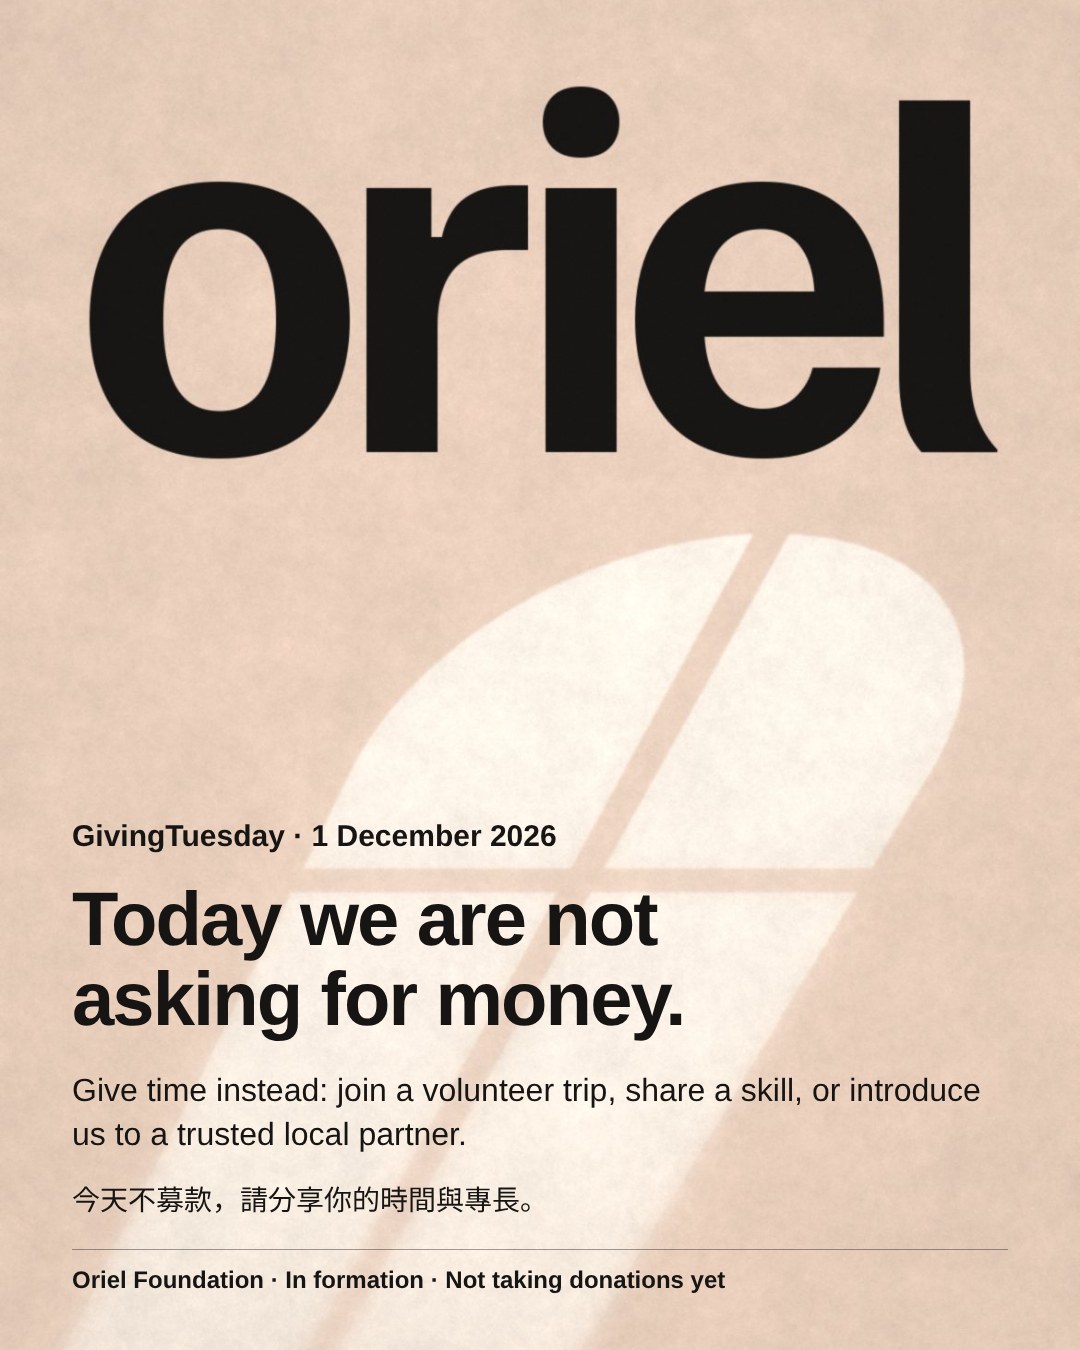 oriel
GivingTuesday · 1 December 2026
Today we are not
asking for money.
Give time instead: join a volunteer trip, share a skill, or introduce
us to a trusted local partner.
今天不募款，請分享你的時間與專長。
Oriel Foundation · In formation · Not taking donations yet